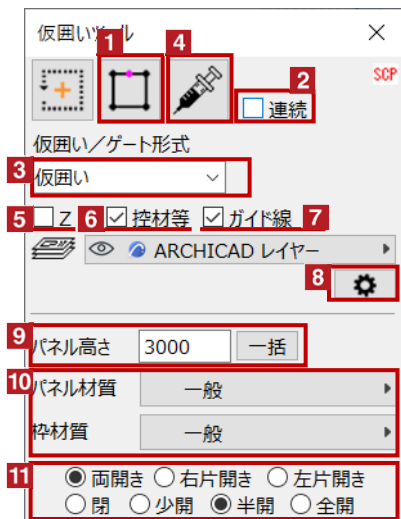 仮囲いツール
1
4
2
SCP
連続
仮囲い／ゲート形式
3 仮囲い
5 Z 6 控材等 ガイド線 7
ARCHICAD レイヤー
8
9 パネル高さ 3000 一括
10 パネル材質 一般
枠材質 一般
11 両開き 右片開き 左片開き
閉 少開 半開 全開